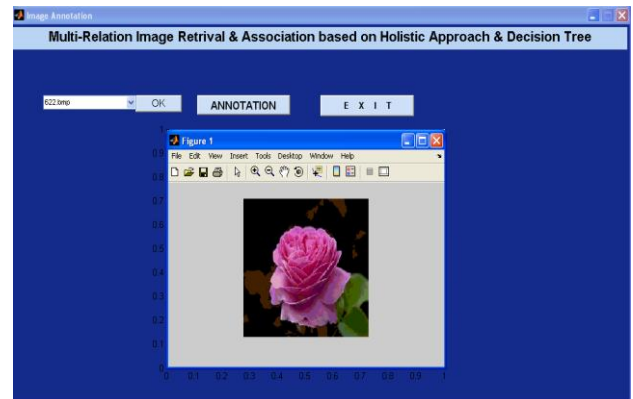 Image Annotation
Multi-Relation Image Retrival & Association based on Holistic Approach & Decision Tree
622.bmp OK ANNOTATION E X I T
1
Figure 1
0.9 File Edit View Insert Tools Desktop Window Help
0.8
0.7
0.6
0.5
0.4
0.3
0.2
0.1
0
0 0.1 0.2 0.3 0.4 0.5 0.6 0.7 0.8 0.9 1